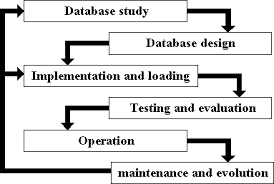 Database study
Database design
Implementation and loading
Testing and evaluation
Operation
maintenance and evolution